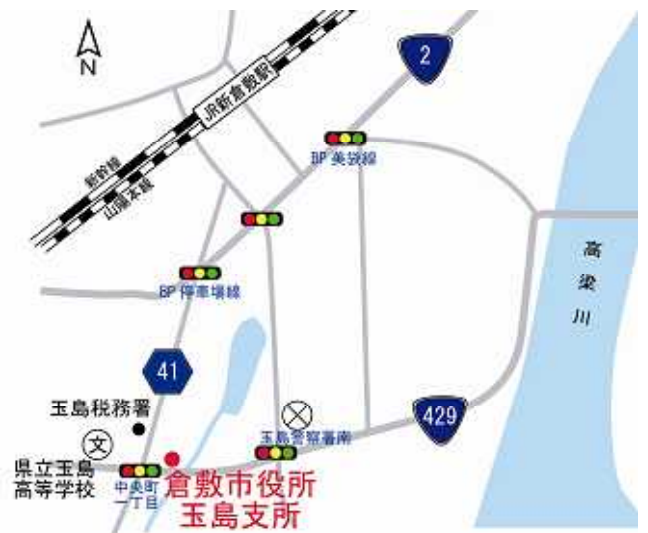 N
2
JR新倉敷駅
BP 美袋線
新幹線
山陽本線
高
梁
川
BP 停車場線
41
玉島税務署
429
文
玉島警察署南
県立玉島
高等学校
中央町
一丁目
倉敷市役所
玉島支所